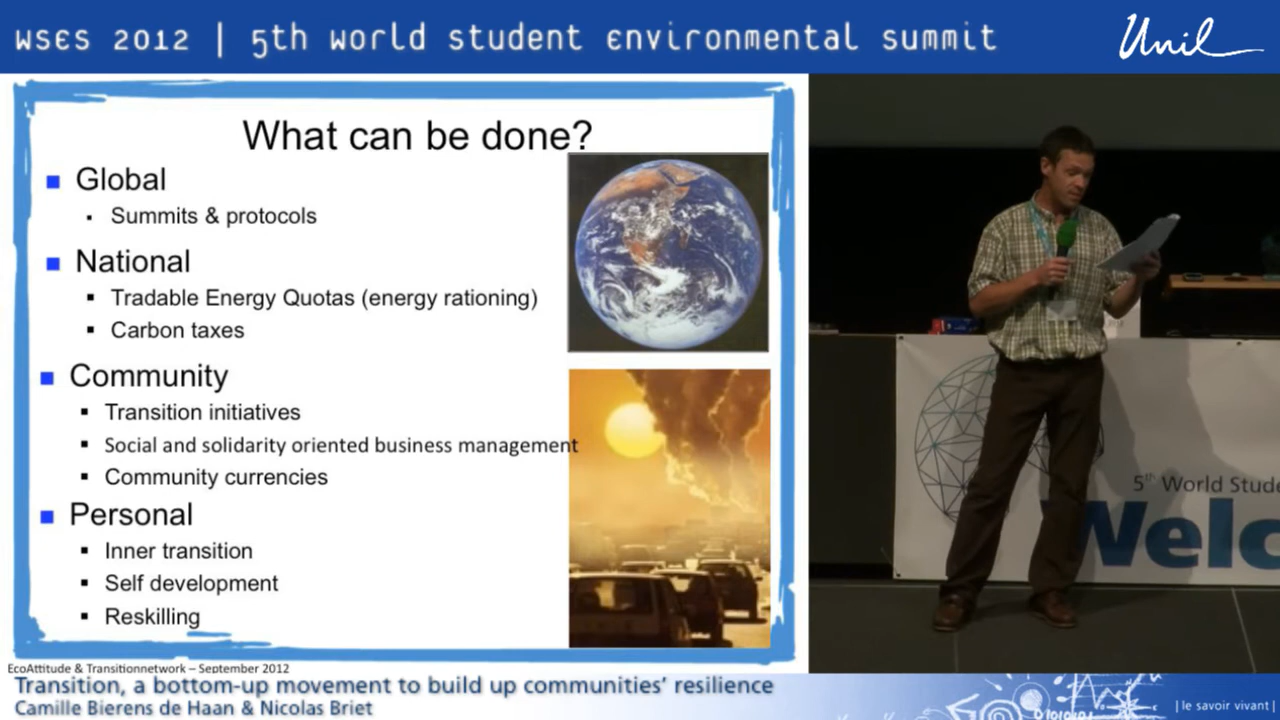 WSES 2012 | 5th world student environmental summit
Unil
What can be done?
Global
Summits & protocols
National
Tradable Energy Quotas (energy rationing)
Carbon taxes
Community
Transition initiatives
Social and solidarity oriented business management
Community currencies
Personal
Inner transition
Self development
Reskilling
EcoAttitude & Transitionnetwork – September 2012
5th World Stude
Welc
Transition, a bottom-up movement to build up communities' resilience
Camille Bierens de Haan & Nicolas Briet
| le savoir vivant |